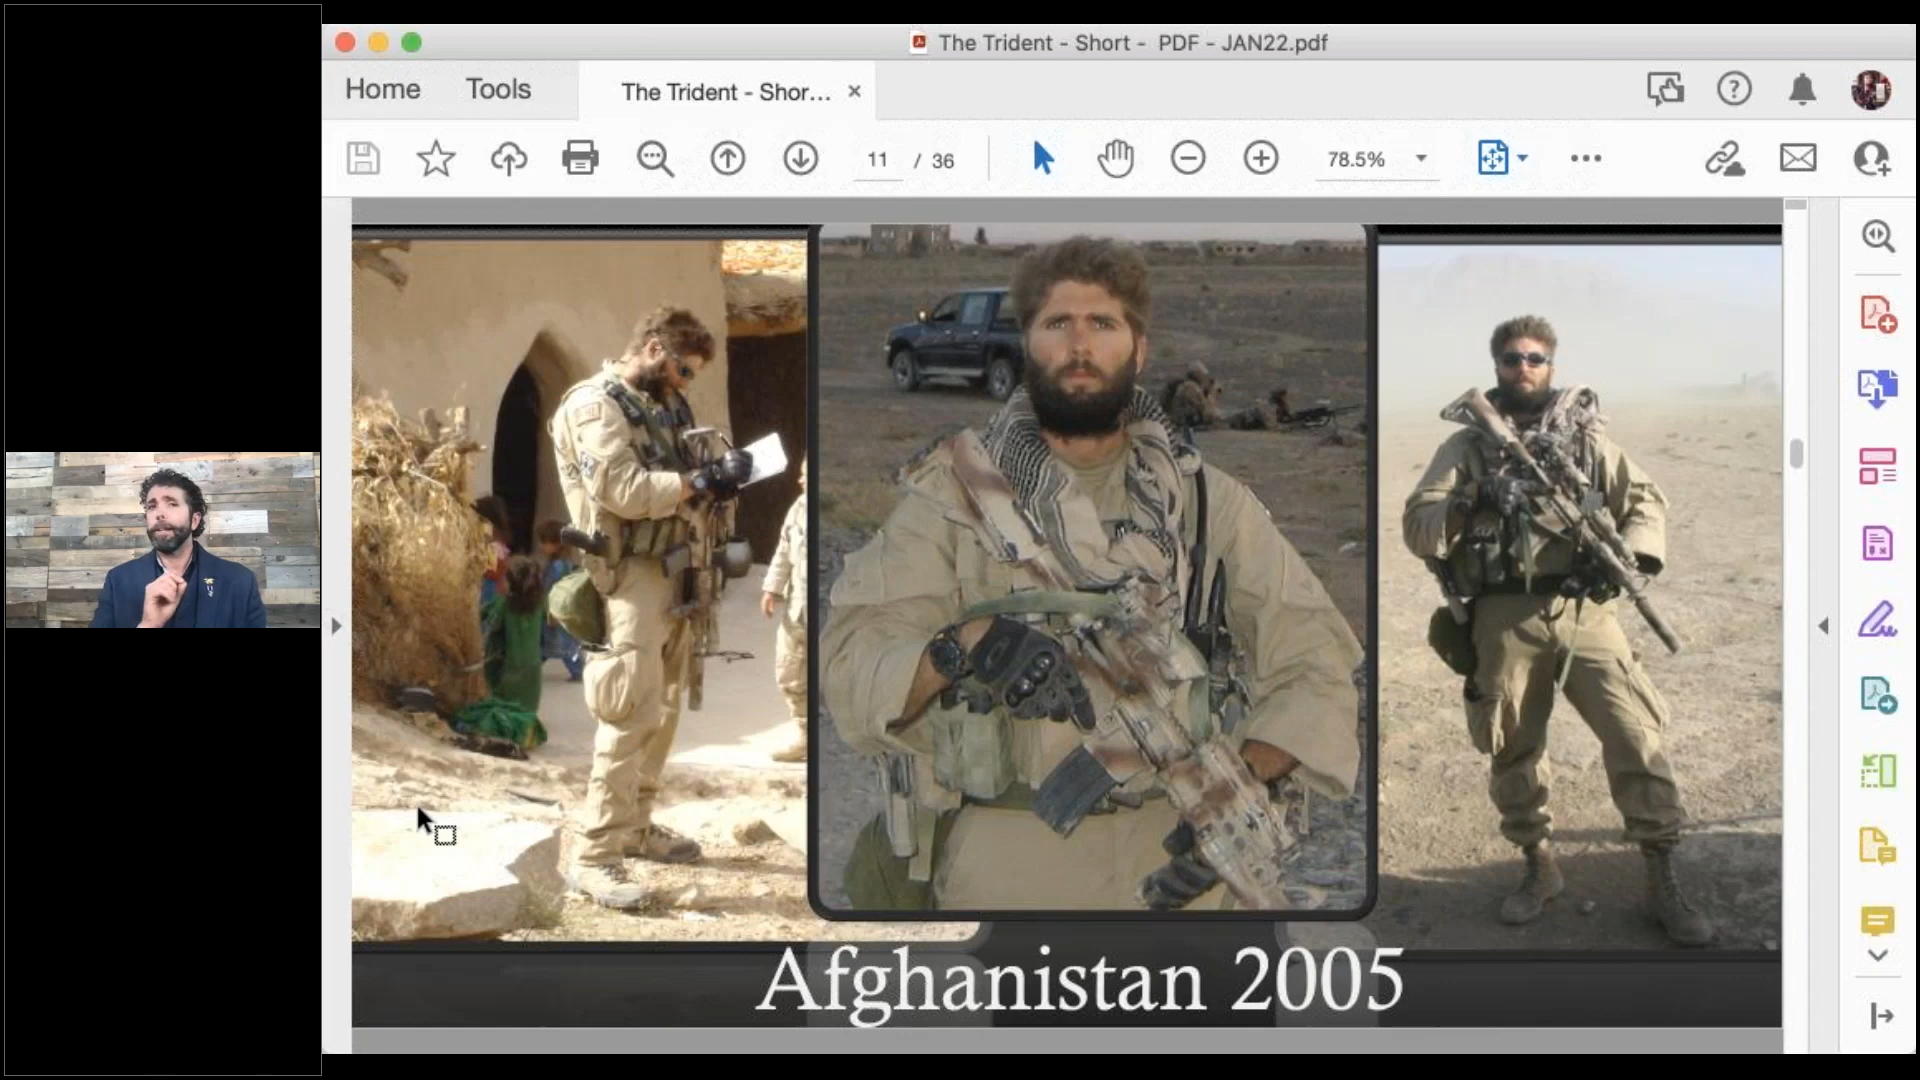 The Trident - Short - PDF - JAN22.pdf
Home
Tools
The Trident - Shor...
11 / 36
78.5%
Afghanistan 2005